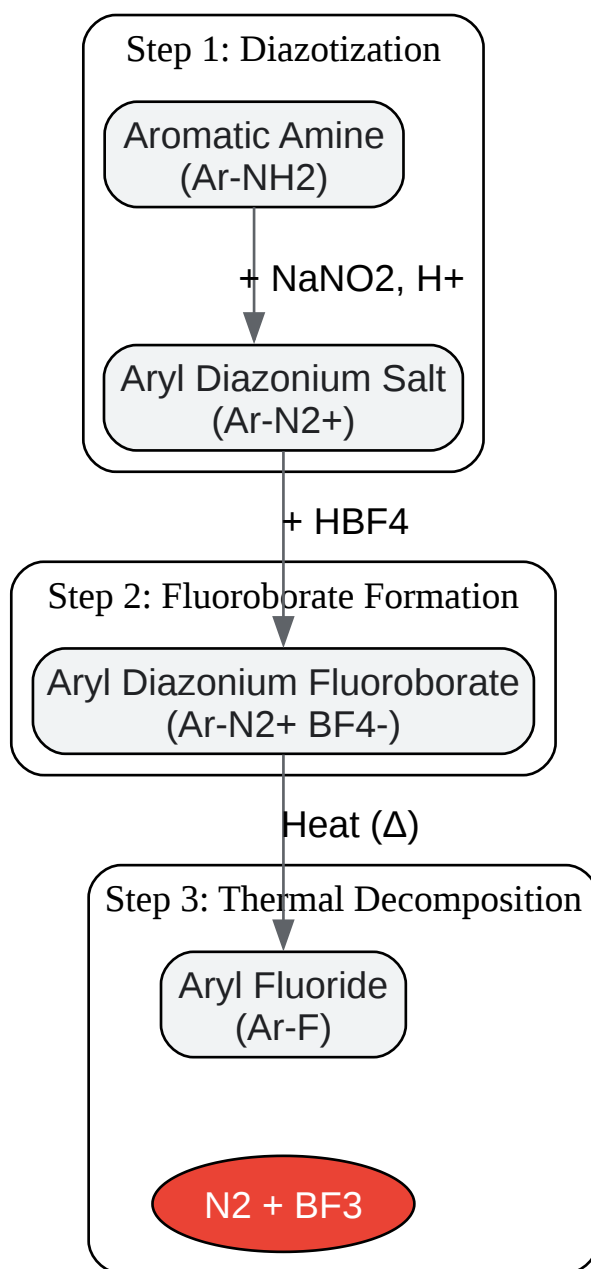 Step 1: Diazotization
Aromatic Amine
(Ar-NH2)
+ NaNO2, H+
Aryl Diazonium Salt
(Ar-N2+)
+ HBF4
Step 2: Fluoroborate Formation
Aryl Diazonium Fluoroborate
(Ar-N2+ BF4-)
Heat (Δ)
Step 3: Thermal Decomposition
Aryl Fluoride
(Ar-F)
N2 + BF3